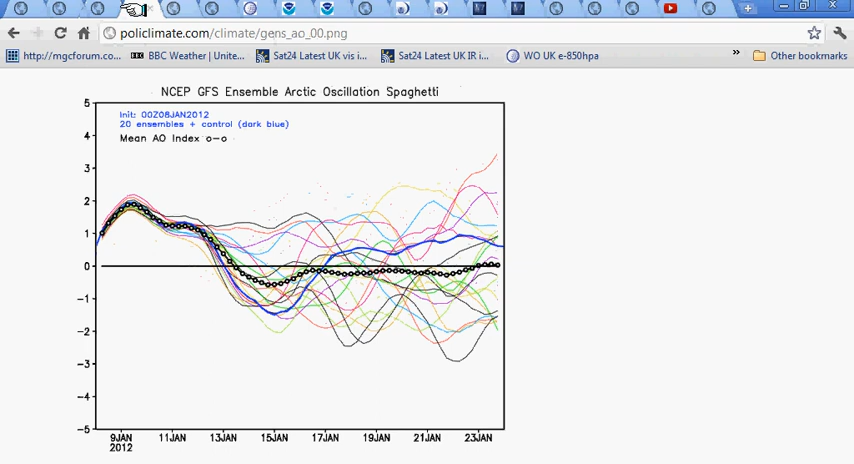 policlimate.com/climate/gens_ao_00.png
http://mgcforum.co...
BBC Weather | Unite...
Sat24 Latest UK vis i...
Sat24 Latest UK IR i...
WO UK e-850hpa
»
Other bookmarks
NCEP GFS Ensemble Arctic Oscillation Spaghetti
Init: 00Z08JAN2012
20 ensembles + control (dark blue)
Mean AO Index o—o
5
4
3
2
1
0
-1
-2
-3
-4
-5
9JAN 11JAN 13JAN 15JAN 17JAN 19JAN 21JAN 23JAN
2012